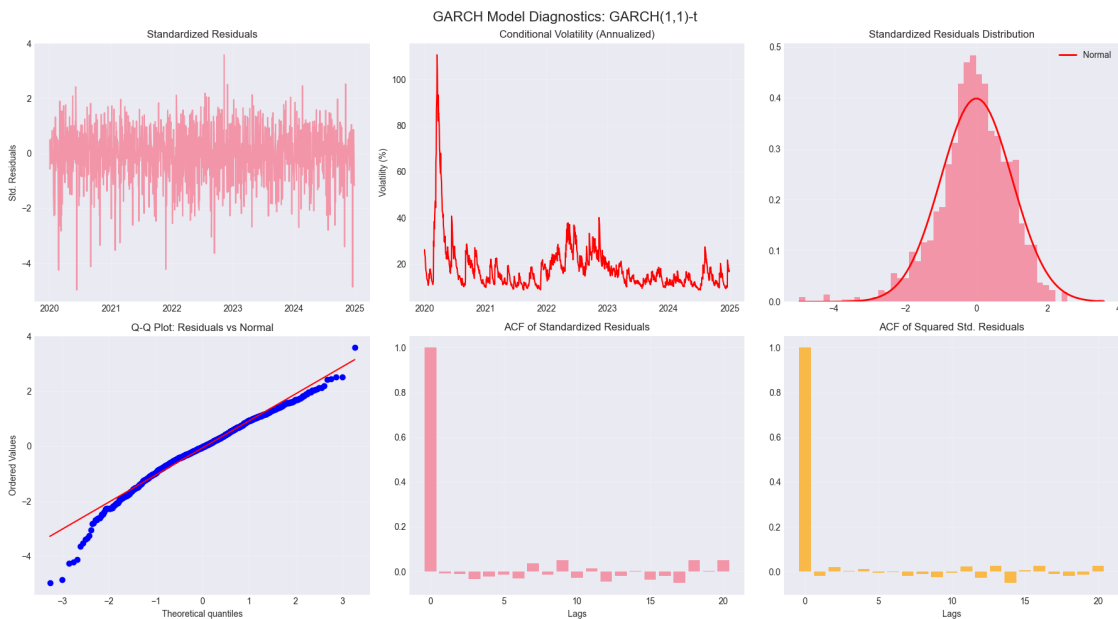 GARCH Model Diagnostics: GARCH(1,1)-t
Standardized Residuals
Std. Residuals
4
2
0
−2
−4
2020 2021 2022 2023 2024 2025
Conditional Volatility (Annualized)
Volatility (%)
100
80
60
40
20
2020 2021 2022 2023 2024 2025
Standardized Residuals Distribution
Normal
0.5
0.4
0.3
0.2
0.1
0.0
−4 −2 0 2 4
Q-Q Plot: Residuals vs Normal
Ordered Values
4
2
0
−2
−4
−3 −2 −1 0 1 2 3
Theoretical quantiles
ACF of Standardized Residuals
1.0
0.8
0.6
0.4
0.2
0.0
0 5 10 15 20
Lags
ACF of Squared Std. Residuals
1.0
0.8
0.6
0.4
0.2
0.0
0 5 10 15 20
Lags